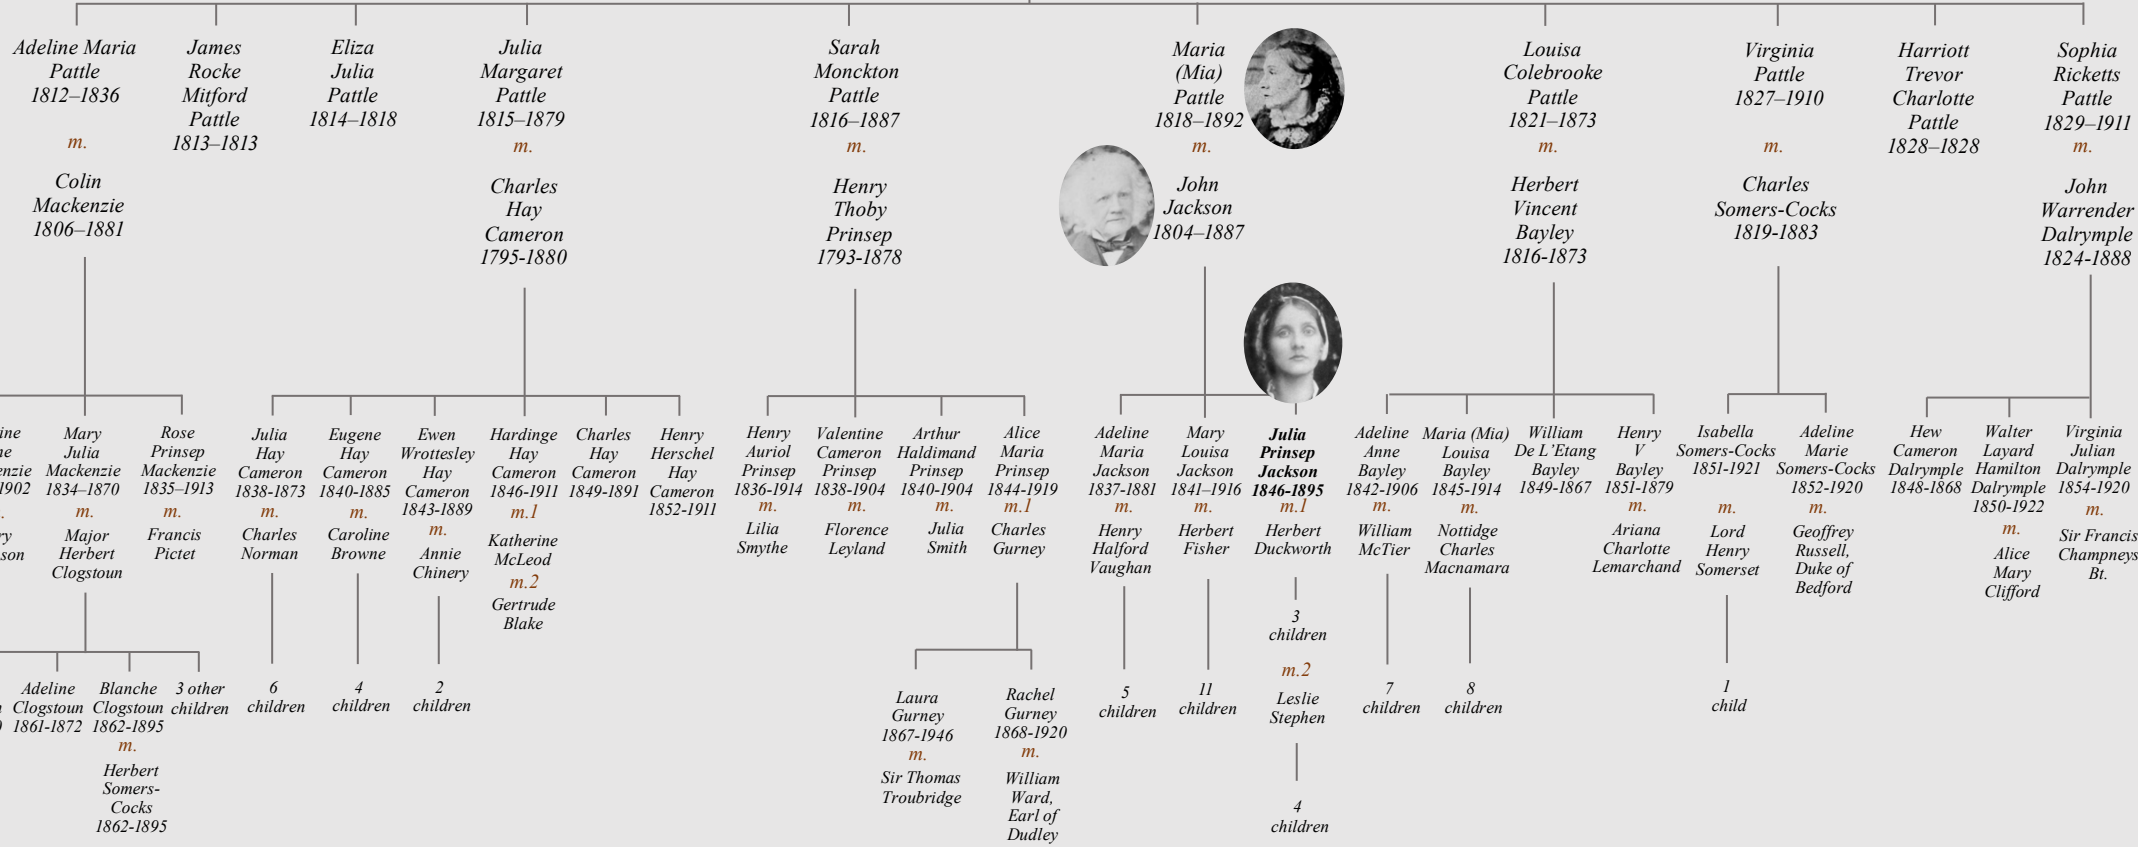 Adeline Maria
Pattle
1812–1836
m.
Colin
Mackenzie
1806–1881
James
Rocke
Mitford
Pattle
1813–1813
Eliza
Julia
Pattle
1814–1818
Julia
Margaret
Pattle
1815–1879
m.
Charles
Hay
Cameron
1795-1880
Sarah
Monckton
Pattle
1816–1887
m.
Henry
Thoby
Prinsep
1793-1878
Maria
(Mia)
Pattle
1818–1892
m.
John
Jackson
1804–1887
Louisa
Colebrooke
Pattle
1821–1873
m.
Herbert
Vincent
Bayley
1816-1873
Virginia
Pattle
1827–1910
m.
Charles
Somers-Cocks
1819-1883
Harriott
Trevor
Charlotte
Pattle
1828–1828
Sophia
Ricketts
Pattle
1829–1911
m.
John
Warrender
Dalrymple
1824-1888
ine
ne
enzie
1902
.
ry
son
Mary
Julia
Mackenzie
1834–1870
m.
Major
Herbert
Clogstoun
Rose
Prinsep
Mackenzie
1835–1913
m.
Francis
Pictet
Julia
Hay
Cameron
1838-1873
m.
Charles
Norman
Eugene
Hay
Cameron
1840-1885
m.
Caroline
Browne
Ewen
Wrottesley
Hay
Cameron
1843-1889
m.
Annie
Chinery
Hardinge
Hay
Cameron
1846-1911
m.1
Katherine
McLeod
m.2
Gertrude
Blake
Charles
Hay
Cameron
1849-1891
Henry
Herschel
Hay
Cameron
1852-1911
Henry
Auriol
Prinsep
1836-1914
m.
Lilia
Smythe
Valentine
Cameron
Prinsep
1838-1904
m.
Florence
Leyland
Arthur
Haldimand
Prinsep
1840-1904
m.
Julia
Smith
Alice
Maria
Prinsep
1844-1919
m.1
Charles
Gurney
Adeline
Maria
Jackson
1837-1881
m.
Henry
Halford
Vaughan
Mary
Louisa
Jackson
1841–1916
m.
Herbert
Fisher
Julia
Prinsep
Jackson
1846-1895
m.1
Herbert
Duckworth
3
children
m.2
Leslie
Stephen
4
children
Adeline
Anne
Bayley
1842-1906
m.
William
McTier
Maria (Mia)
Louisa
Bayley
1845-1914
m.
Nottidge
Charles
Macnamara
William
De L'Etang
Bayley
1849-1867
Henry
V
Bayley
1851-1879
m.
Ariana
Charlotte
Lemarchand
Isabella
Somers-Cocks
1851-1921
m.
Lord
Henry
Somerset
Adeline
Marie
Somers-Cocks
1852-1920
m.
Geoffrey
Russell,
Duke of
Bedford
Hew
Cameron
Dalrymple
1848-1868
Walter
Layard
Hamilton
Dalrymple
1850-1922
m.
Alice
Mary
Clifford
Virginia
Julian
Dalrymple
1854-1920
m.
Sir Francis
Champneys
Bt.
Adeline
Clogstoun
1861-1872
Blanche
Clogstoun
1862-1895
m.
Herbert
Somers-
Cocks
1862-1895
3 other
children
6
children
4
children
2
children
Laura
Gurney
1867-1946
m.
Sir Thomas
Troubridge
Rachel
Gurney
1868-1920
m.
William
Ward,
Earl of
Dudley
5
children
11
children
7
children
8
children
1
child